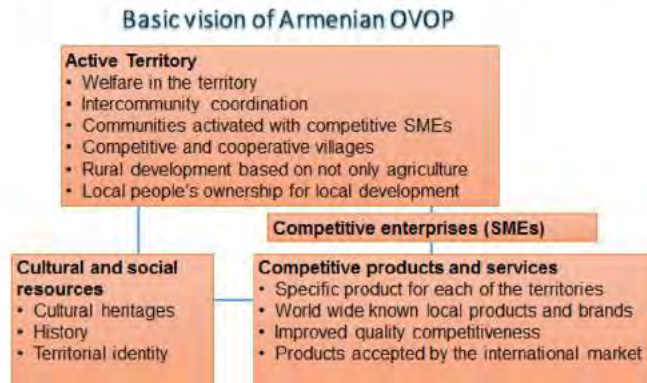 Basic vision of Armenian OVOP
Active Territory
• Welfare in the territory
• Intercommunity coordination
• Communities activated with competitive SMEs
• Competitive and cooperative villages
• Rural development based on not only agriculture
• Local people's ownership for local development
Competitive enterprises (SMEs)
Cultural and social
resources
• Cultural heritages
• History
• Territorial identity
Competitive products and services
• Specific product for each of the territories
• World wide known local products and brands
• Improved quality competitiveness
• Products accepted by the international market